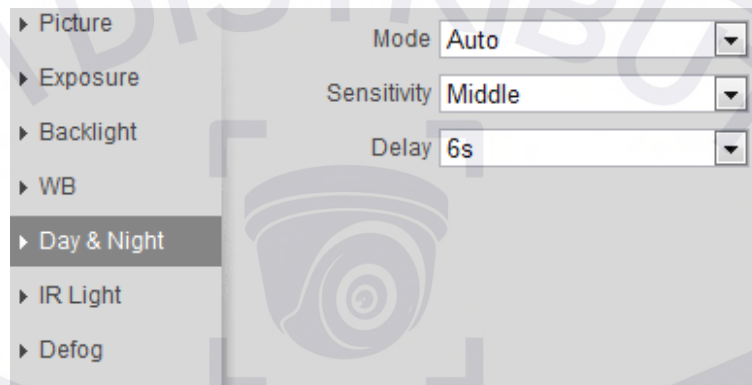 Picture
Exposure
Backlight
WB
Day & Night
IR Light
Defog
Mode Auto
Sensitivity Middle
Delay 6s